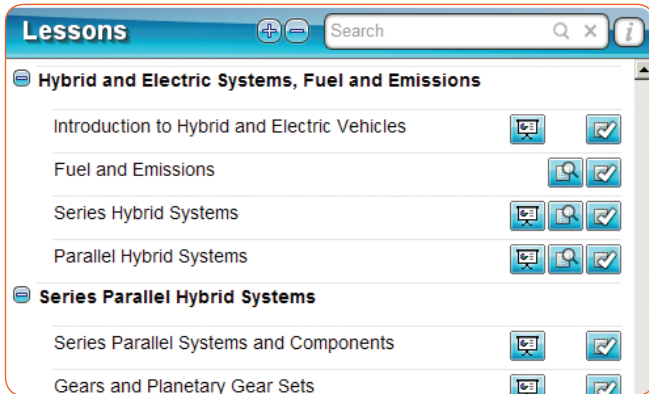 Lessons
Search
Hybrid and Electric Systems, Fuel and Emissions
Introduction to Hybrid and Electric Vehicles
Fuel and Emissions
Series Hybrid Systems
Parallel Hybrid Systems
Series Parallel Hybrid Systems
Series Parallel Systems and Components
Gears and Planetary Gear Sets